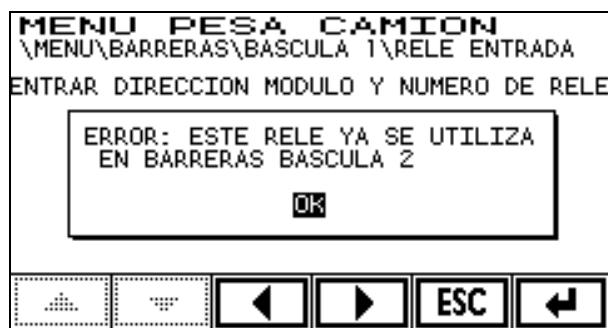 MENU PESA CAMION
\MENU\BARRERAS\BASCULA 1\RELE ENTRADA
ENTRAR DIRECCION MODULO Y NUMERO DE RELE
ERROR: ESTE RELE YA SE UTILIZA
EN BARRERAS BASCULA 2
OK
ESC